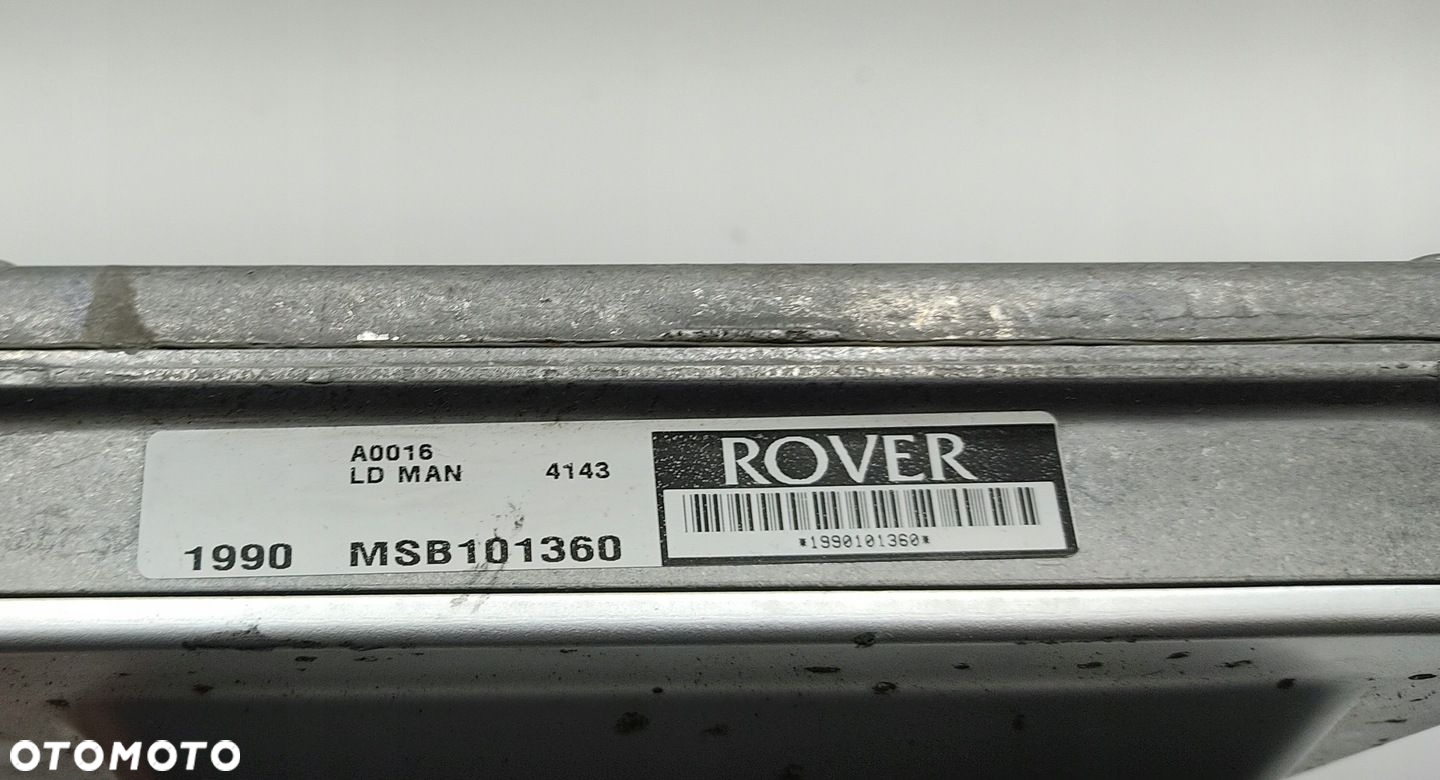 A0016
LD MAN 4143
1990 MSB101360
ROVER
*1990101360*
OTOMOTO